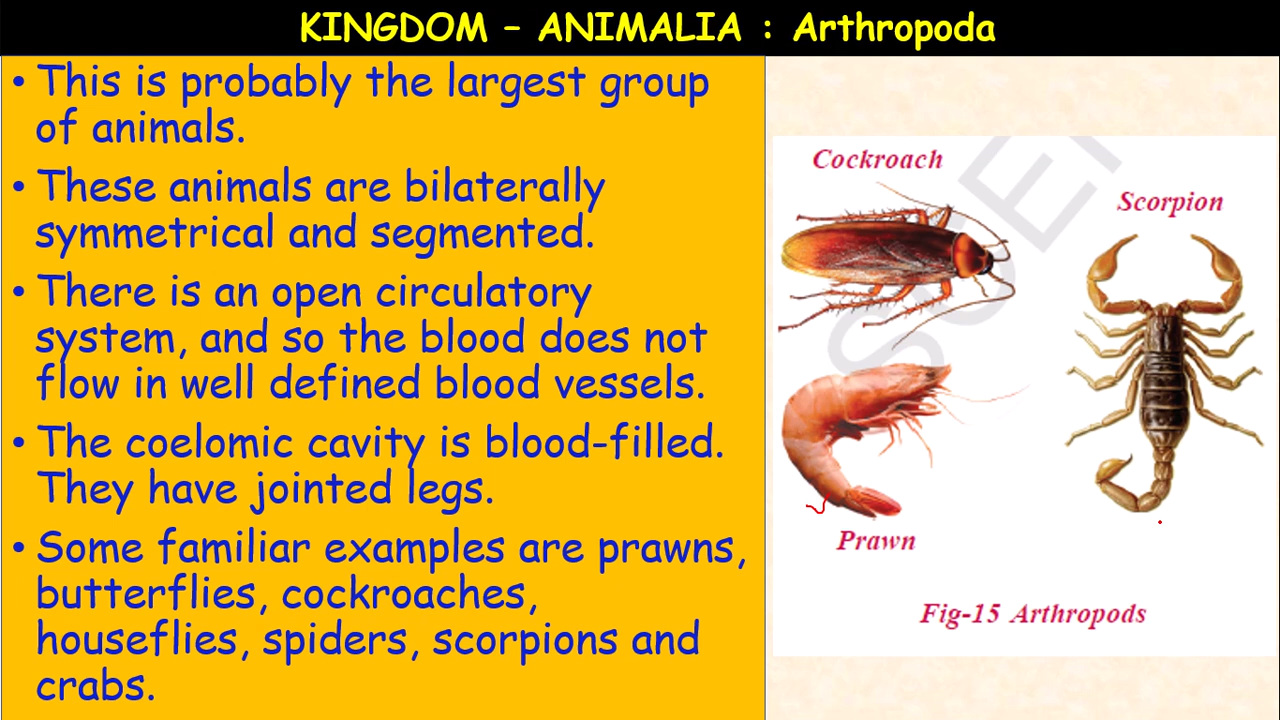 KINGDOM – ANIMALIA : Arthropoda
• This is probably the largest group
of animals.
• These animals are bilaterally
symmetrical and segmented.
• There is an open circulatory
system, and so the blood does not
flow in well defined blood vessels.
• The coelomic cavity is blood-filled.
They have jointed legs.
• Some familiar examples are prawns,
butterflies, cockroaches,
houseflies, spiders, scorpions and
crabs.
Cockroach
Scorpion
Prawn
Fig-15 Arthropods